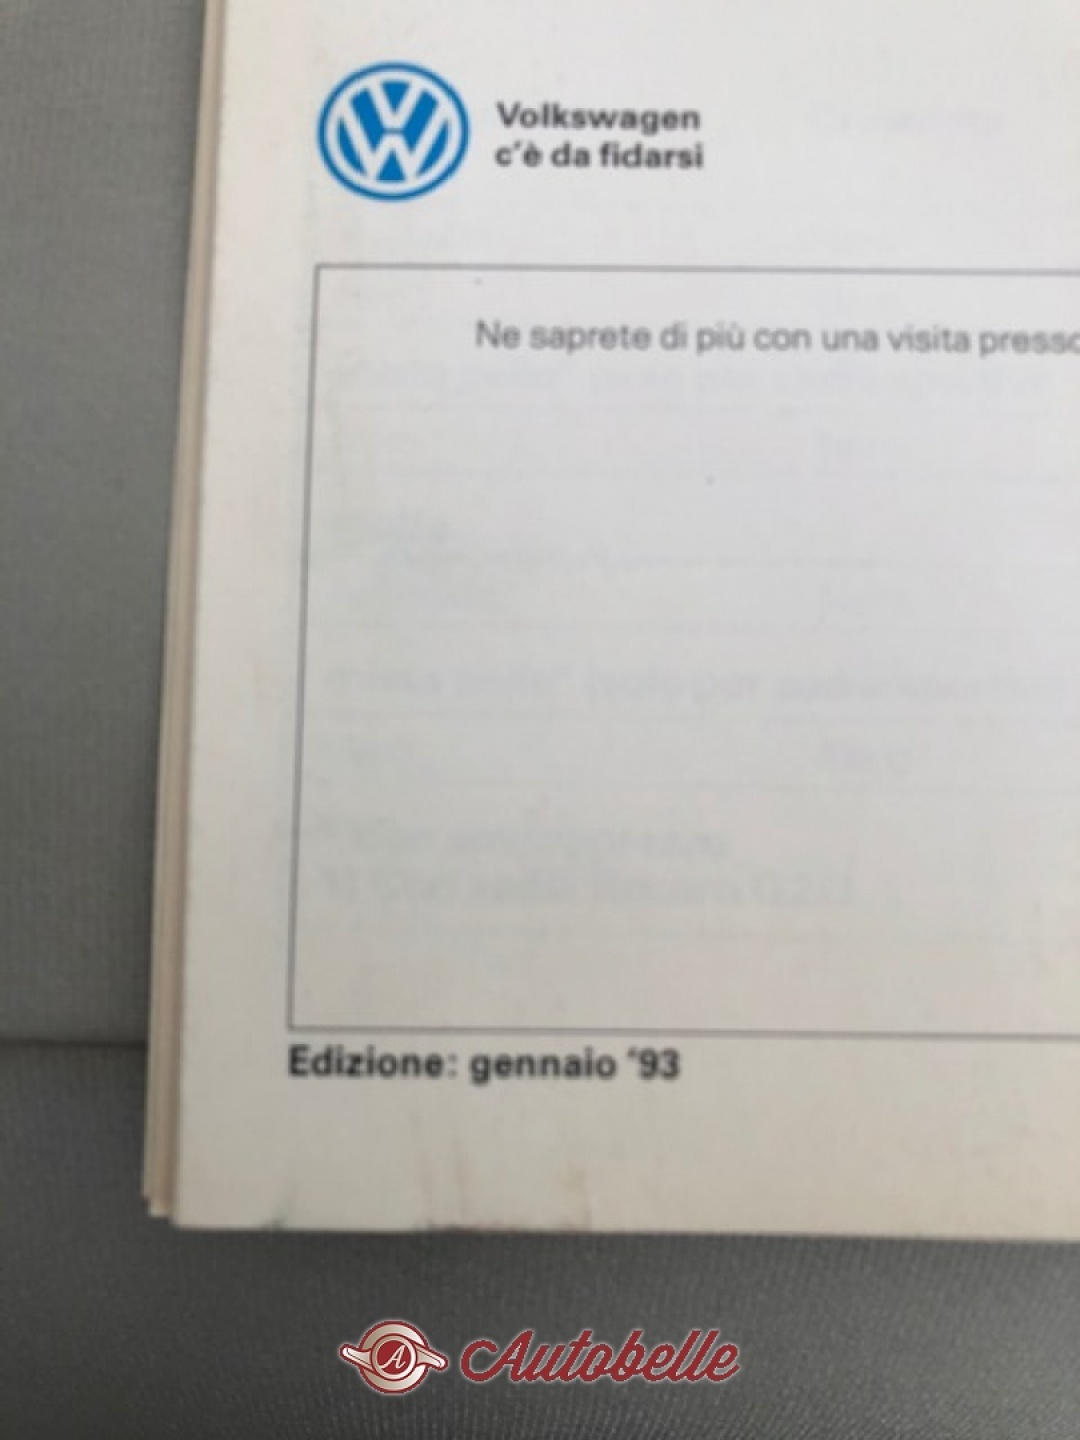 Volkswagen
c'è da fidarsi
Ne saprete di più con una visita presso
Edizione: gennaio '93
Autobelle